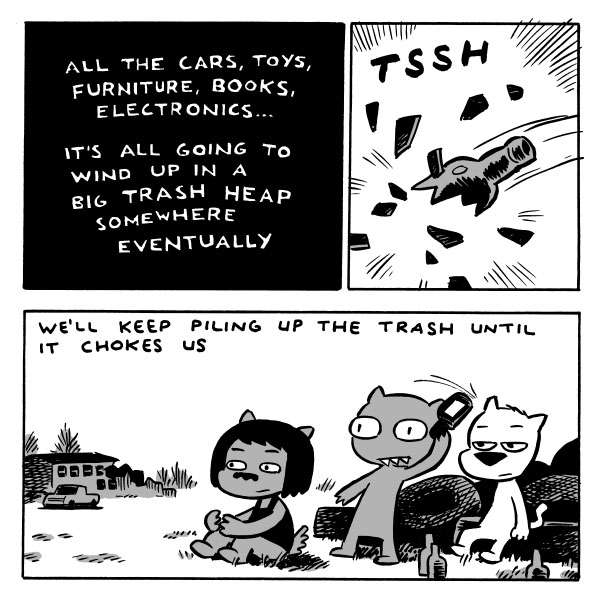 ALL THE CARS, TOYS,
FURNITURE, BOOKS,
ELECTRONICS...
IT'S ALL GOING TO
WIND UP IN A
BIG TRASH HEAP
SOMEWHERE
EVENTUALLY
TSSH
WE'LL KEEP PILING UP THE TRASH UNTIL
IT CHOKES US